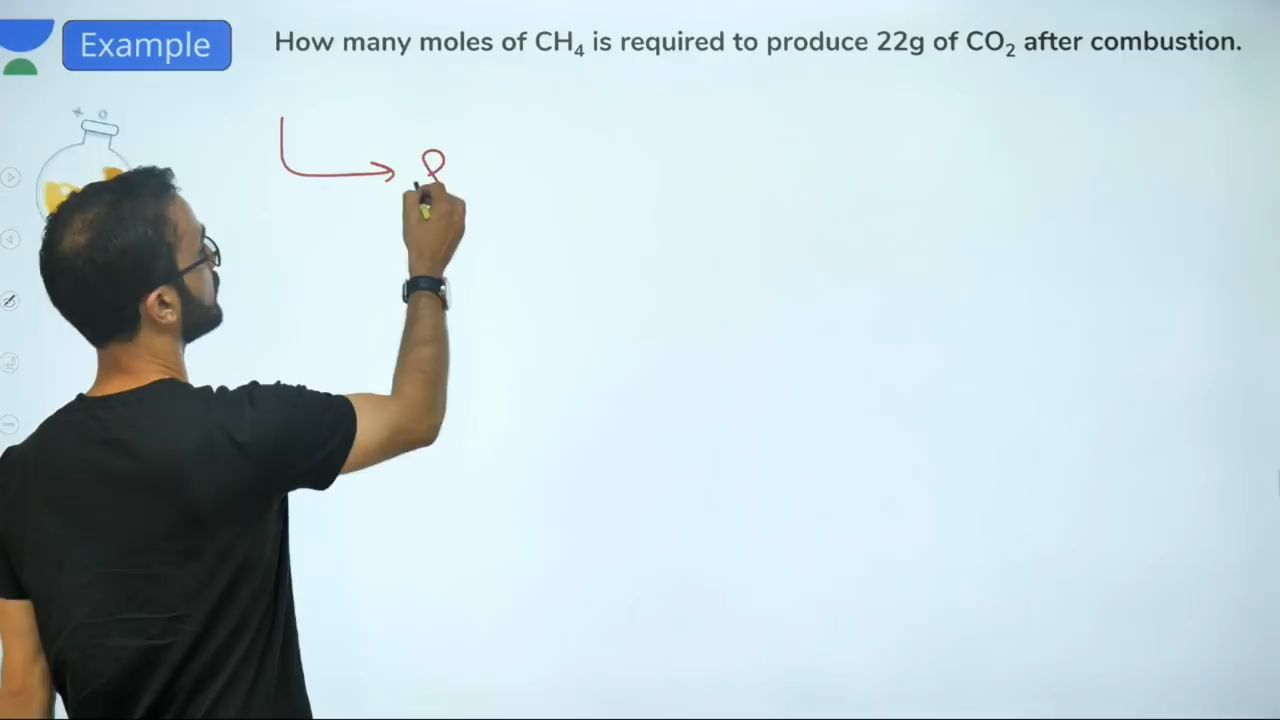 Example
How many moles of CH₄ is required to produce 22g of CO₂ after combustion.